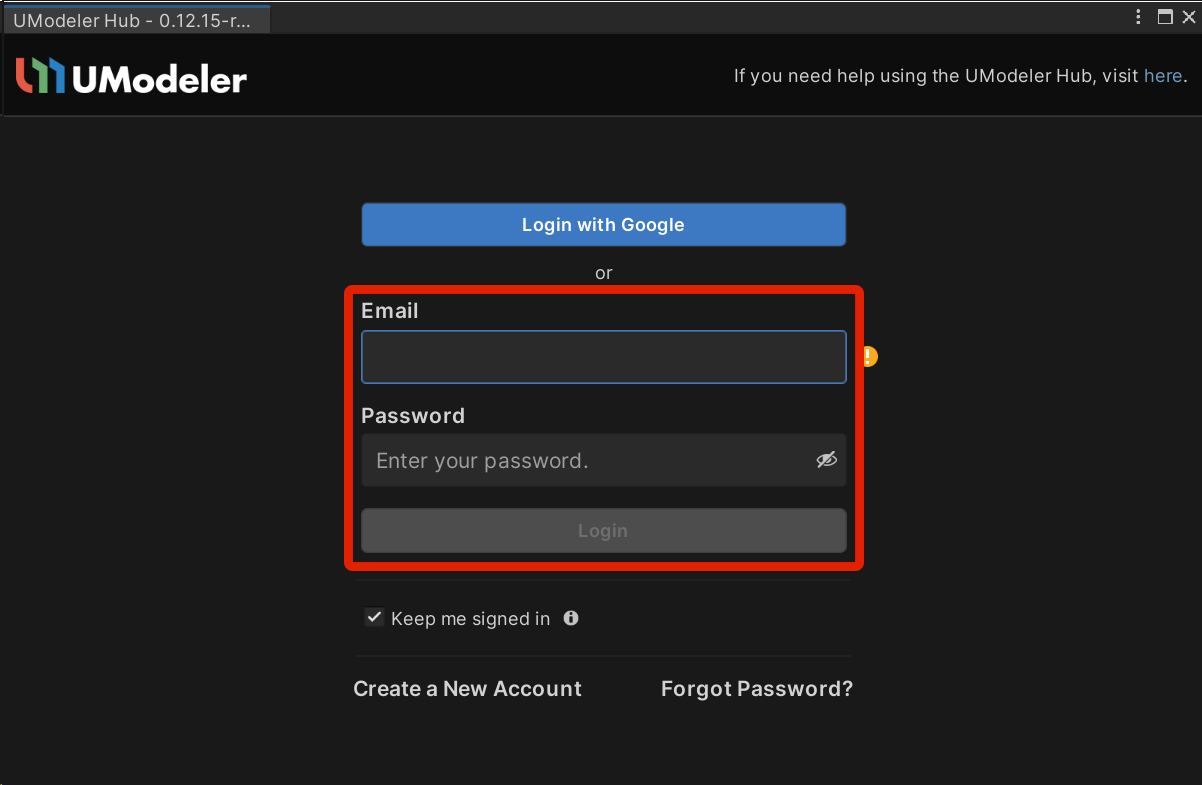 UModeler Hub - 0.12.15-r...
UModeler
If you need help using the UModeler Hub, visit here.
Login with Google
or
Email
Password
Enter your password.
Login
Keep me signed in
Create a New Account
Forgot Password?